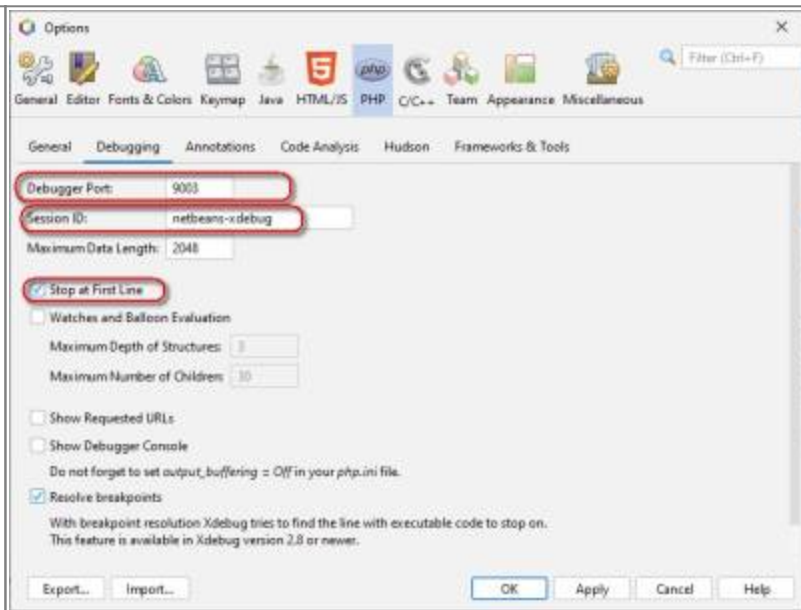 Options
Filter (Ctrl+F)
General Editor Fonts & Colors Keymap Java HTML/JS PHP C/C++ Team Appearance Miscellaneous
General Debugging Annotations Code Analysis Hudson Frameworks & Tools
Debugger Port: 9003
Session ID: netbeans-xdebug
Maximum Data Length: 2048
Stop at First Line
Watches and Balloon Evaluation
Maximum Depth of Structures: 3
Maximum Number of Children: 30
Show Requested URLs
Show Debugger Console
Do not forget to set output_buffering = Off in your php.ini file.
Resolve breakpoints
With breakpoint resolution Xdebug tries to find the line with executable code to stop on.
This feature is available in Xdebug version 2.8 or newer.
Export... Import... OK Apply Cancel Help